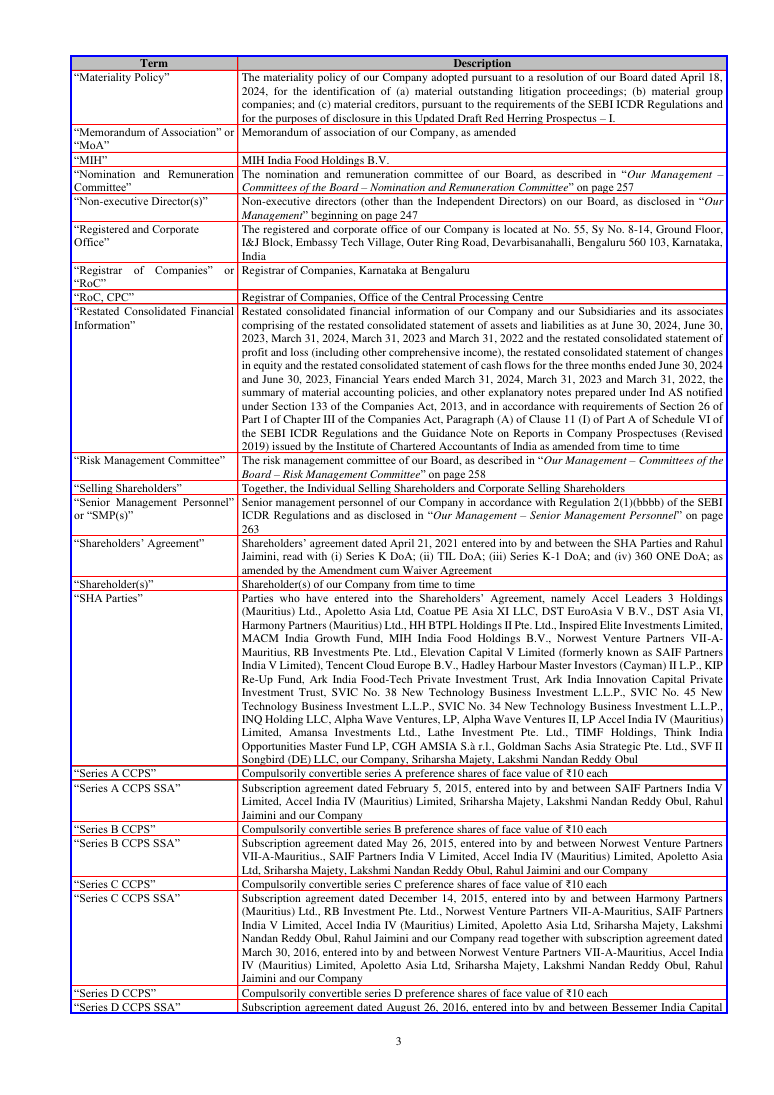 Term Description
“Materiality Policy” The materiality policy of our Company adopted pursuant to a resolution of our Board dated April 18,
2024, for the identification of (a) material outstanding litigation proceedings; (b) material group
companies; and (c) material creditors, pursuant to the requirements of the SEBI ICDR Regulations and
for the purposes of disclosure in this Updated Draft Red Herring Prospectus – I.
“Memorandum of Association” or Memorandum of association of our Company, as amended
“MoA”
“MIH” MIH India Food Holdings B.V.
“Nomination and Remuneration The nomination and remuneration committee of our Board, as described in “Our Management –
Committee” Committees of the Board – Nomination and Remuneration Committee” on page 257
“Non-executive Director(s)” Non-executive directors (other than the Independent Directors) on our Board, as disclosed in “Our
Management” beginning on page 247
“Registered and Corporate The registered and corporate office of our Company is located at No. 55, Sy No. 8-14, Ground Floor,
Office” I&J Block, Embassy Tech Village, Outer Ring Road, Devarbisanahalli, Bengaluru 560 103, Karnataka,
India
“Registrar of Companies” or Registrar of Companies, Karnataka at Bengaluru
“RoC”
“RoC, CPC” Registrar of Companies, Office of the Central Processing Centre
“Restated Consolidated Financial Restated consolidated financial information of our Company and our Subsidiaries and its associates
Information” comprising of the restated consolidated statement of assets and liabilities as at June 30, 2024, June 30,
2023, March 31, 2024, March 31, 2023 and March 31, 2022 and the restated consolidated statement of
profit and loss (including other comprehensive income), the restated consolidated statement of changes
in equity and the restated consolidated statement of cash flows for the three months ended June 30, 2024
and June 30, 2023, Financial Years ended March 31, 2024, March 31, 2023 and March 31, 2022, the
summary of material accounting policies, and other explanatory notes prepared under Ind AS notified
under Section 133 of the Companies Act, 2013, and in accordance with requirements of Section 26 of
Part I of Chapter III of the Companies Act, Paragraph (A) of Clause 11 (I) of Part A of Schedule VI of
the SEBI ICDR Regulations and the Guidance Note on Reports in Company Prospectuses (Revised
2019) issued by the Institute of Chartered Accountants of India as amended from time to time
“Risk Management Committee” The risk management committee of our Board, as described in “Our Management – Committees of the
Board – Risk Management Committee” on page 258
“Selling Shareholders” Together, the Individual Selling Shareholders and Corporate Selling Shareholders
“Senior Management Personnel” Senior management personnel of our Company in accordance with Regulation 2(1)(bbbb) of the SEBI
or “SMP(s)” ICDR Regulations and as disclosed in “Our Management – Senior Management Personnel” on page
263
“Shareholders’ Agreement” Shareholders’ agreement dated April 21, 2021 entered into by and between the SHA Parties and Rahul
Jaimini, read with (i) Series K DoA; (ii) TIL DoA; (iii) Series K-1 DoA; and (iv) 360 ONE DoA; as
amended by the Amendment cum Waiver Agreement
“Shareholder(s)” Shareholder(s) of our Company from time to time
“SHA Parties” Parties who have entered into the Shareholders’ Agreement, namely Accel Leaders 3 Holdings
(Mauritius) Ltd., Apoletto Asia Ltd, Coatue PE Asia XI LLC, DST EuroAsia V B.V., DST Asia VI,
Harmony Partners (Mauritius) Ltd., HH BTPL Holdings II Pte. Ltd., Inspired Elite Investments Limited,
MACM India Growth Fund, MIH India Food Holdings B.V., Norwest Venture Partners VII-A-
Mauritius, RB Investments Pte. Ltd., Elevation Capital V Limited (formerly known as SAIF Partners
India V Limited), Tencent Cloud Europe B.V., Hadley Harbour Master Investors (Cayman) II L.P., KIP
Re-Up Fund, Ark India Food-Tech Private Investment Trust, Ark India Innovation Capital Private
Investment Trust, SVIC No. 38 New Technology Business Investment L.L.P., SVIC No. 45 New
Technology Business Investment L.L.P., SVIC No. 34 New Technology Business Investment L.L.P.,
INQ Holding LLC, Alpha Wave Ventures, LP, Alpha Wave Ventures II, LP Accel India IV (Mauritius)
Limited, Amansa Investments Ltd., Lathe Investment Pte. Ltd., TIMF Holdings, Think India
Opportunities Master Fund LP, CGH AMSIA S.à r.l., Goldman Sachs Asia Strategic Pte. Ltd., SVF II
Songbird (DE) LLC, our Company, Sriharsha Majety, Lakshmi Nandan Reddy Obul
“Series A CCPS” Compulsorily convertible series A preference shares of face value of ₹10 each
“Series A CCPS SSA” Subscription agreement dated February 5, 2015, entered into by and between SAIF Partners India V
Limited, Accel India IV (Mauritius) Limited, Sriharsha Majety, Lakshmi Nandan Reddy Obul, Rahul
Jaimini and our Company
“Series B CCPS” Compulsorily convertible series B preference shares of face value of ₹10 each
“Series B CCPS SSA” Subscription agreement dated May 26, 2015, entered into by and between Norwest Venture Partners
VII-A-Mauritius., SAIF Partners India V Limited, Accel India IV (Mauritius) Limited, Apoletto Asia
Ltd, Sriharsha Majety, Lakshmi Nandan Reddy Obul, Rahul Jaimini and our Company
“Series C CCPS” Compulsorily convertible series C preference shares of face value of ₹10 each
“Series C CCPS SSA” Subscription agreement dated December 14, 2015, entered into by and between Harmony Partners
(Mauritius) Ltd., RB Investment Pte. Ltd., Norwest Venture Partners VII-A-Mauritius, SAIF Partners
India V Limited, Accel India IV (Mauritius) Limited, Apoletto Asia Ltd, Sriharsha Majety, Lakshmi
Nandan Reddy Obul, Rahul Jaimini and our Company read together with subscription agreement dated
March 30, 2016, entered into by and between Norwest Venture Partners VII-A-Mauritius, Accel India
IV (Mauritius) Limited, Apoletto Asia Ltd, Sriharsha Majety, Lakshmi Nandan Reddy Obul, Rahul
Jaimini and our Company
“Series D CCPS” Compulsorily convertible series D preference shares of face value of ₹10 each
“Series D CCPS SSA” Subscription agreement dated August 26, 2016, entered into by and between Bessemer India Capital
3